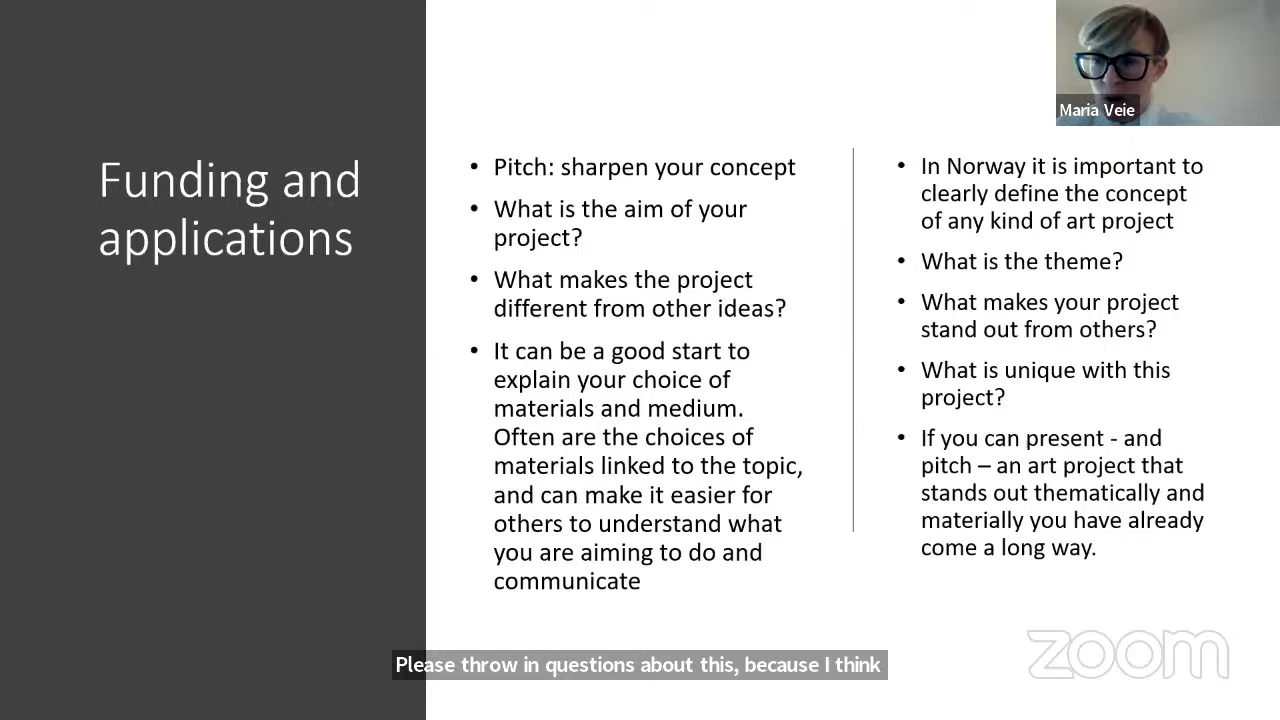 Funding and
applications
• Pitch: sharpen your concept
• What is the aim of your
project?
• What makes the project
different from other ideas?
• It can be a good start to
explain your choice of
materials and medium.
Often are the choices of
materials linked to the topic,
and can make it easier for
others to understand what
you are aiming to do and
communicate
• In Norway it is important to
clearly define the concept
of any kind of art project
• What is the theme?
• What makes your project
stand out from others?
• What is unique with this
project?
• If you can present - and
pitch – an art project that
stands out thematically and
materially you have already
come a long way.
Maria Veie
Please throw in questions about this, because I think
zoom